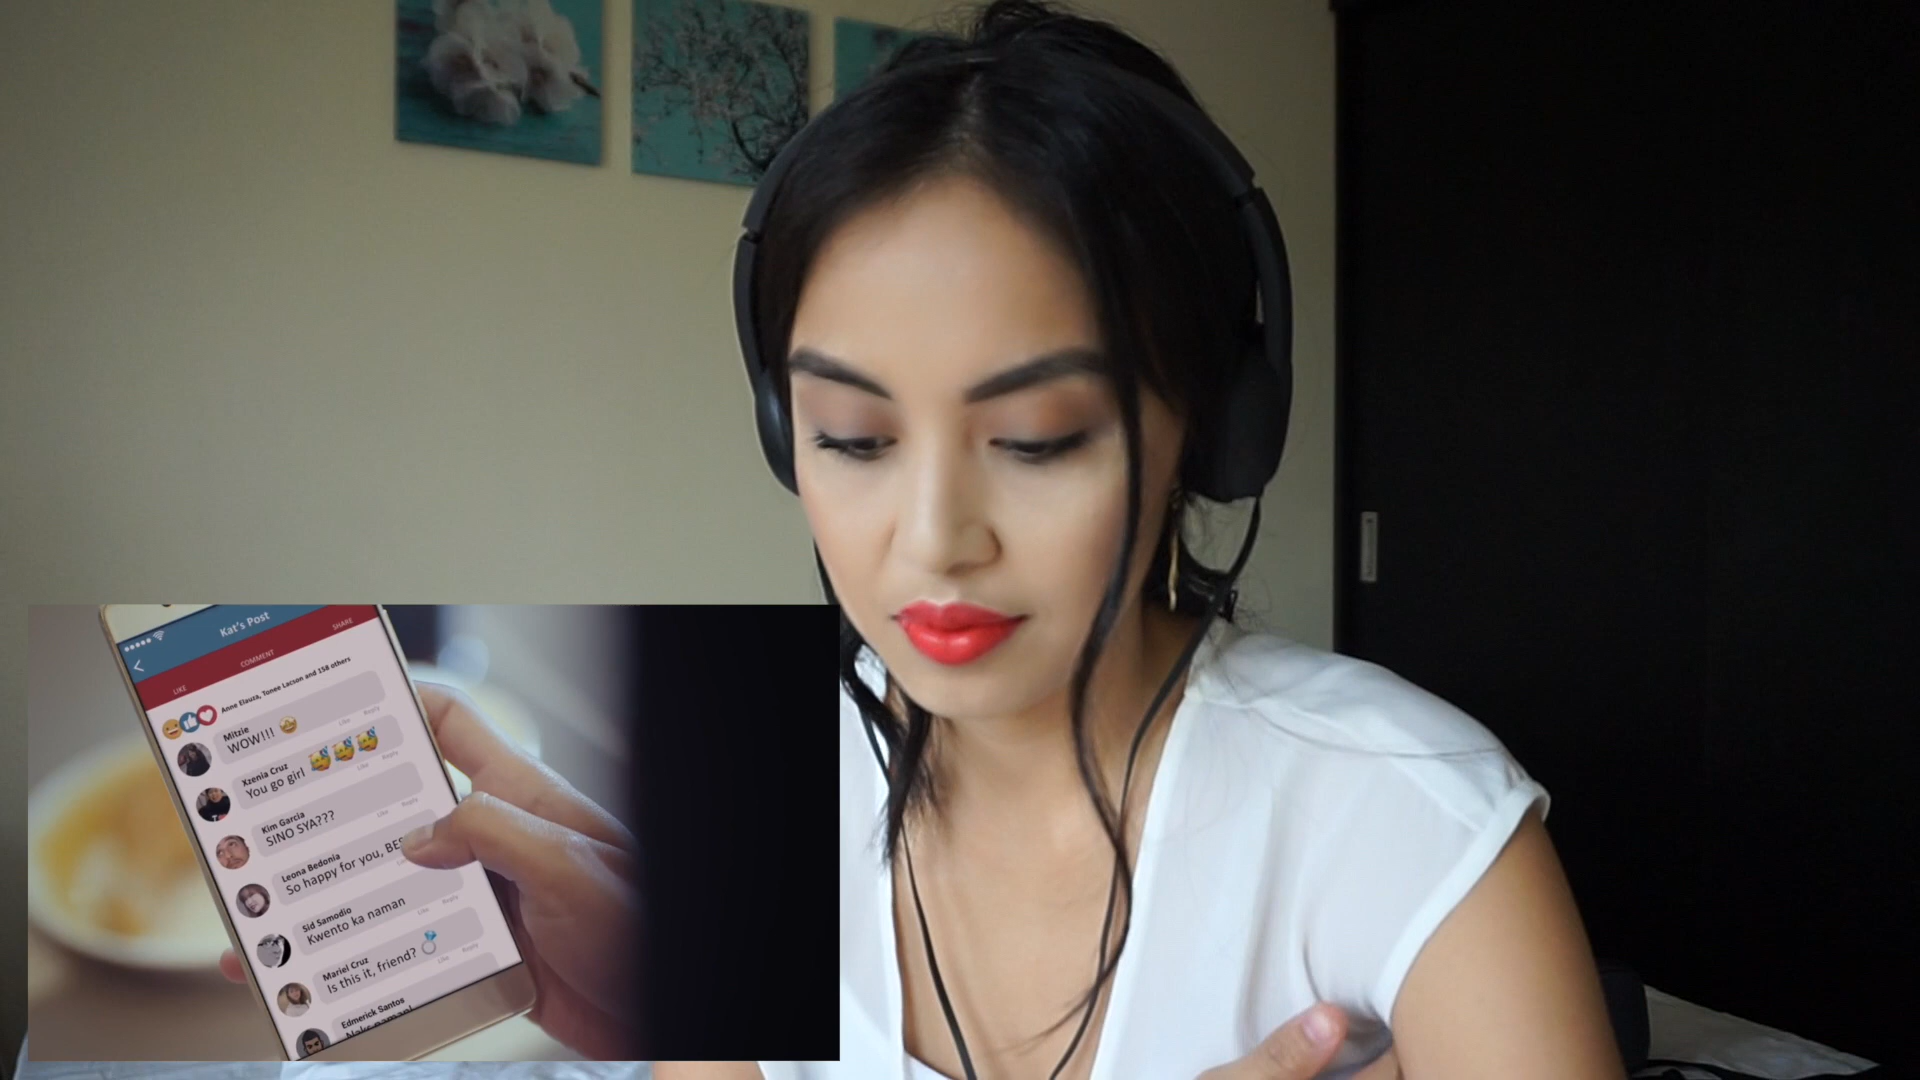 Kat's Post
LIKE COMMENT SHARE
Anne Elauza, Tonee Lacson and 158 others
Mitzie
WOW!!! 🤩
Like Reply
Xzenia Cruz
You go girl 🥳🥳🥳
Like Reply
Kim Garcia
SINO SYA???
Like Reply
Leona Bedonia
So happy for you,
Sid Samodio
Kwento ka naman
Like Reply
Mariel Cruz
Is this it, friend? 💍
Like Reply
Edmerick Santos